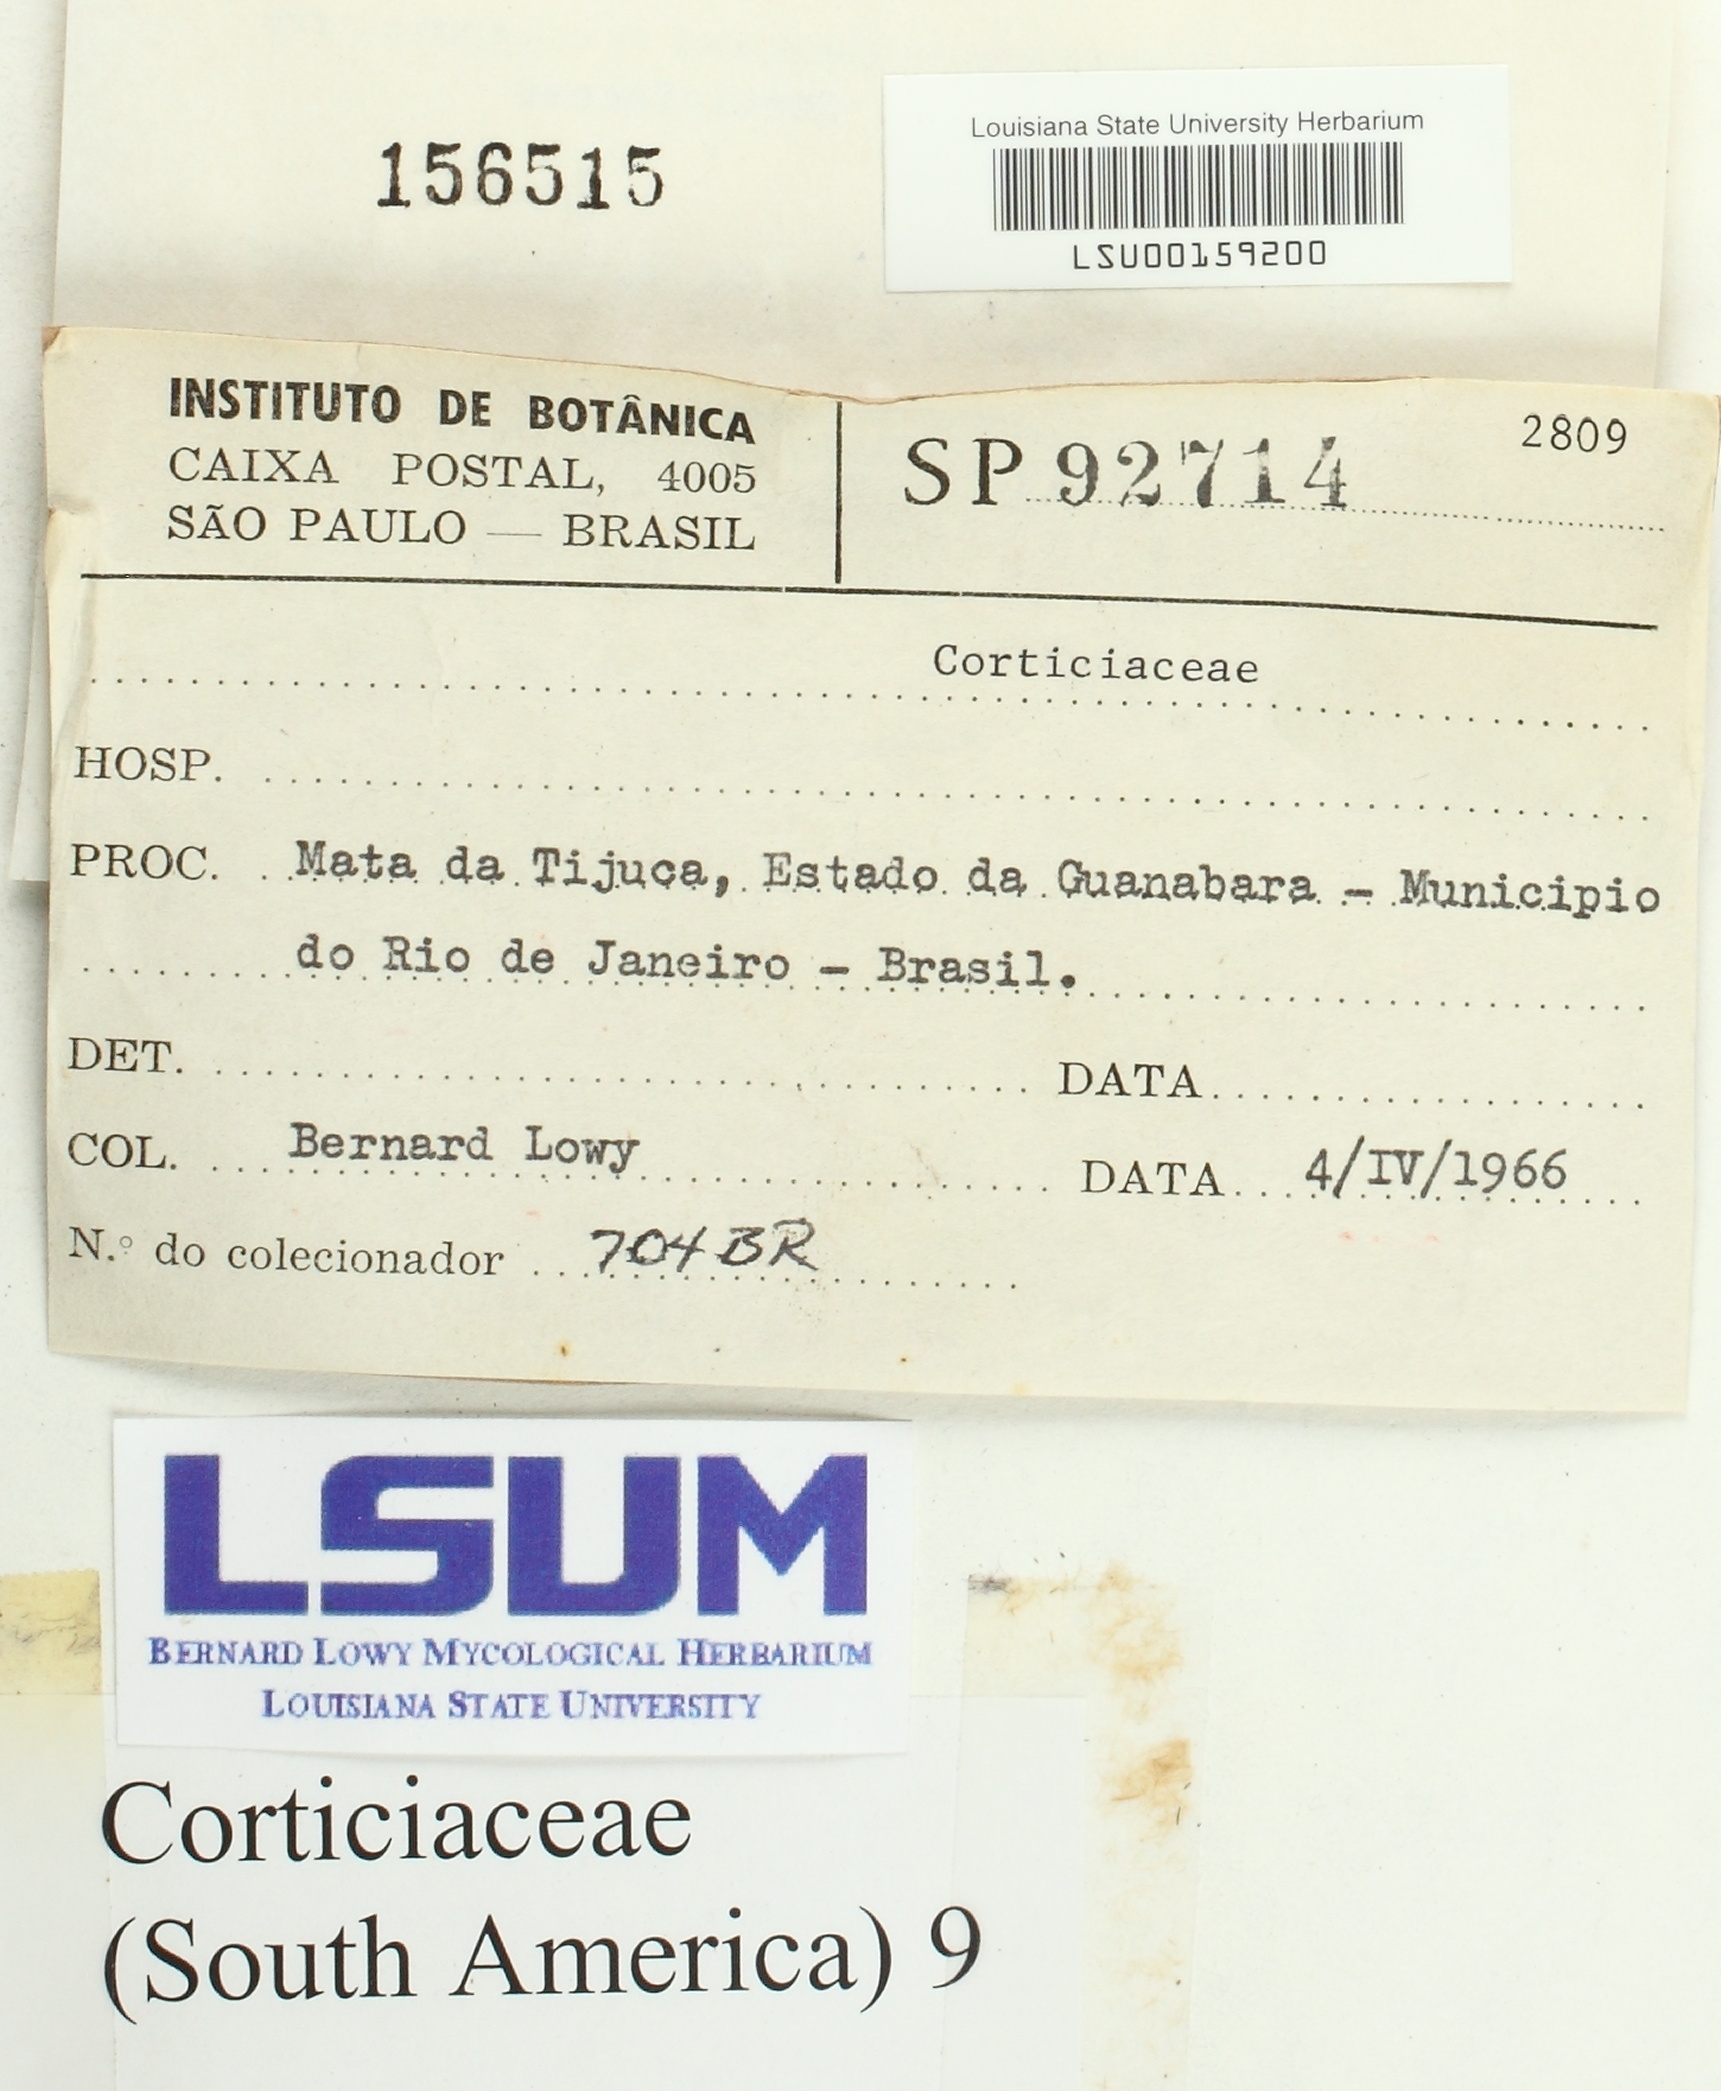 156515
Louisiana State University Herbarium
LSU00159200
INSTITUTO DE BOTÂNICA
CAIXA POSTAL, 4005
SÃO PAULO — BRASIL
SP 92714
2809
Corticiaceae
HOSP.
PROC. Mata da Tijuca, Estado da Guanabara - Municipio
do Rio de Janeiro - Brasil.
DET. DATA
COL. Bernard Lowy DATA 4/IV/1966
N.º do colecionador 704BR
LSUM
BERNARD LOWY MYCOLOGICAL HERBARIUM
LOUISIANA STATE UNIVERSITY
Corticiaceae
(South America) 9